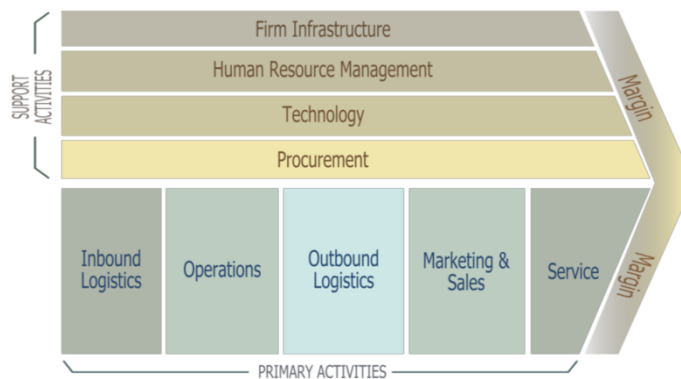 SUPPORT
ACTIVITIES
Firm Infrastructure
Human Resource Management
Technology
Procurement
Margin
Inbound
Logistics
Operations
Outbound
Logistics
Marketing &
Sales
Service
Margin
PRIMARY ACTIVITIES